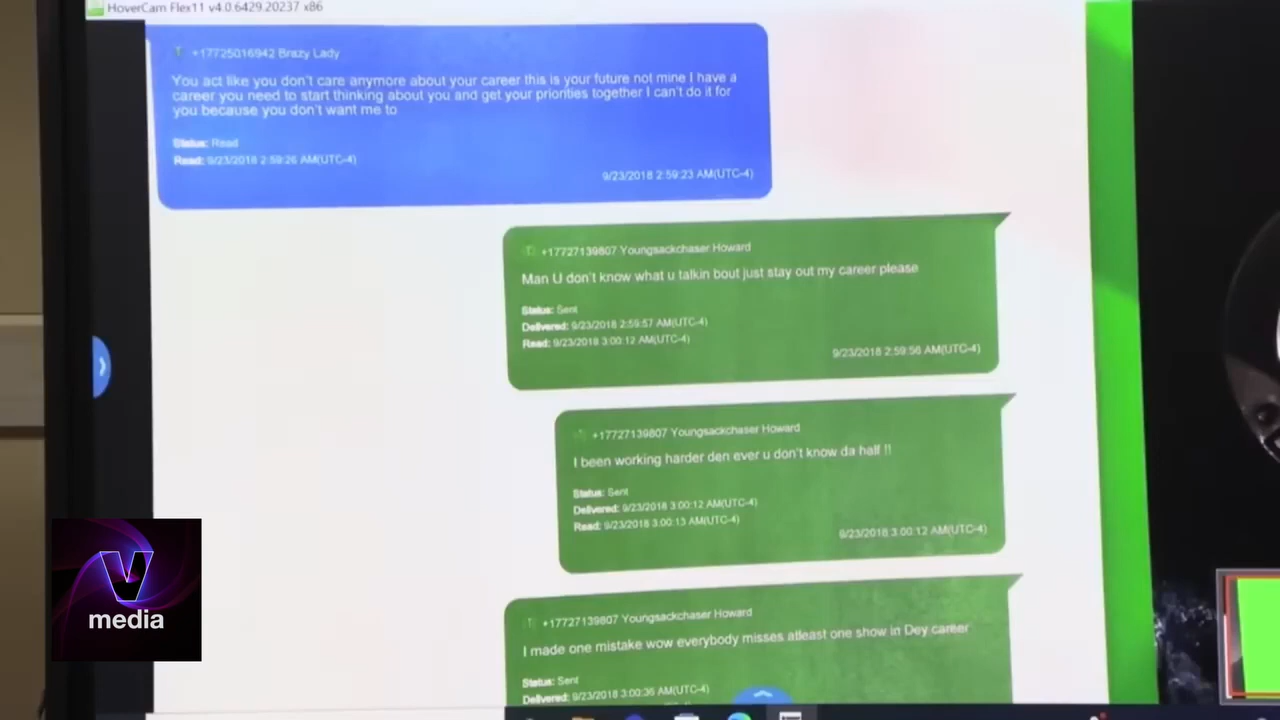 HoverCam Flex11 v4.0.6429.20237 x86
+17725016942 Brazy Lady
You act like you don't care anymore about your career this is your future not mine I have a
career you need to start thinking about you and get your priorities together I can't do it for
you because you don't want me to
Status: Read
Read: 9/23/2018 2:59:26 AM(UTC-4)
9/23/2018 2:59:23 AM(UTC-4)
+17727139807 Youngsackchaser Howard
Man U don't know what u talkin bout just stay out my career please
Status: Sent
Delivered: 9/23/2018 2:59:57 AM(UTC-4)
Read: 9/23/2018 3:00:12 AM(UTC-4)
9/23/2018 2:59:56 AM(UTC-4)
+17727139807 Youngsackchaser Howard
I been working harder den ever u don't know da half !!
Status: Sent
Delivered: 9/23/2018 3:00:12 AM(UTC-4)
Read: 9/23/2018 3:00:13 AM(UTC-4)
9/23/2018 3:00:12 AM(UTC-4)
+17727139807 Youngsackchaser Howard
I made one mistake wow everybody misses atleast one show in Dey career
Status: Sent
Delivered: 9/23/2018 3:00:36 AM(UTC-4)
V
media